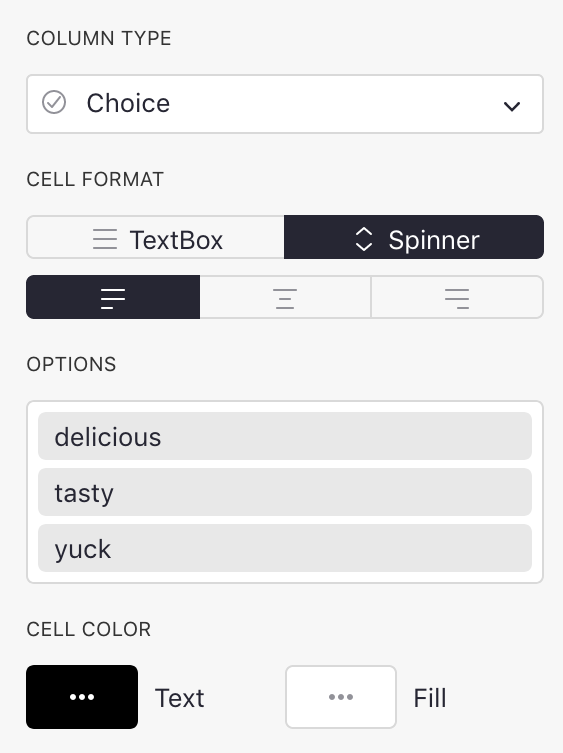 COLUMN TYPE
Choice
CELL FORMAT
TextBox Spinner
OPTIONS
delicious
tasty
yuck
CELL COLOR
Text Fill